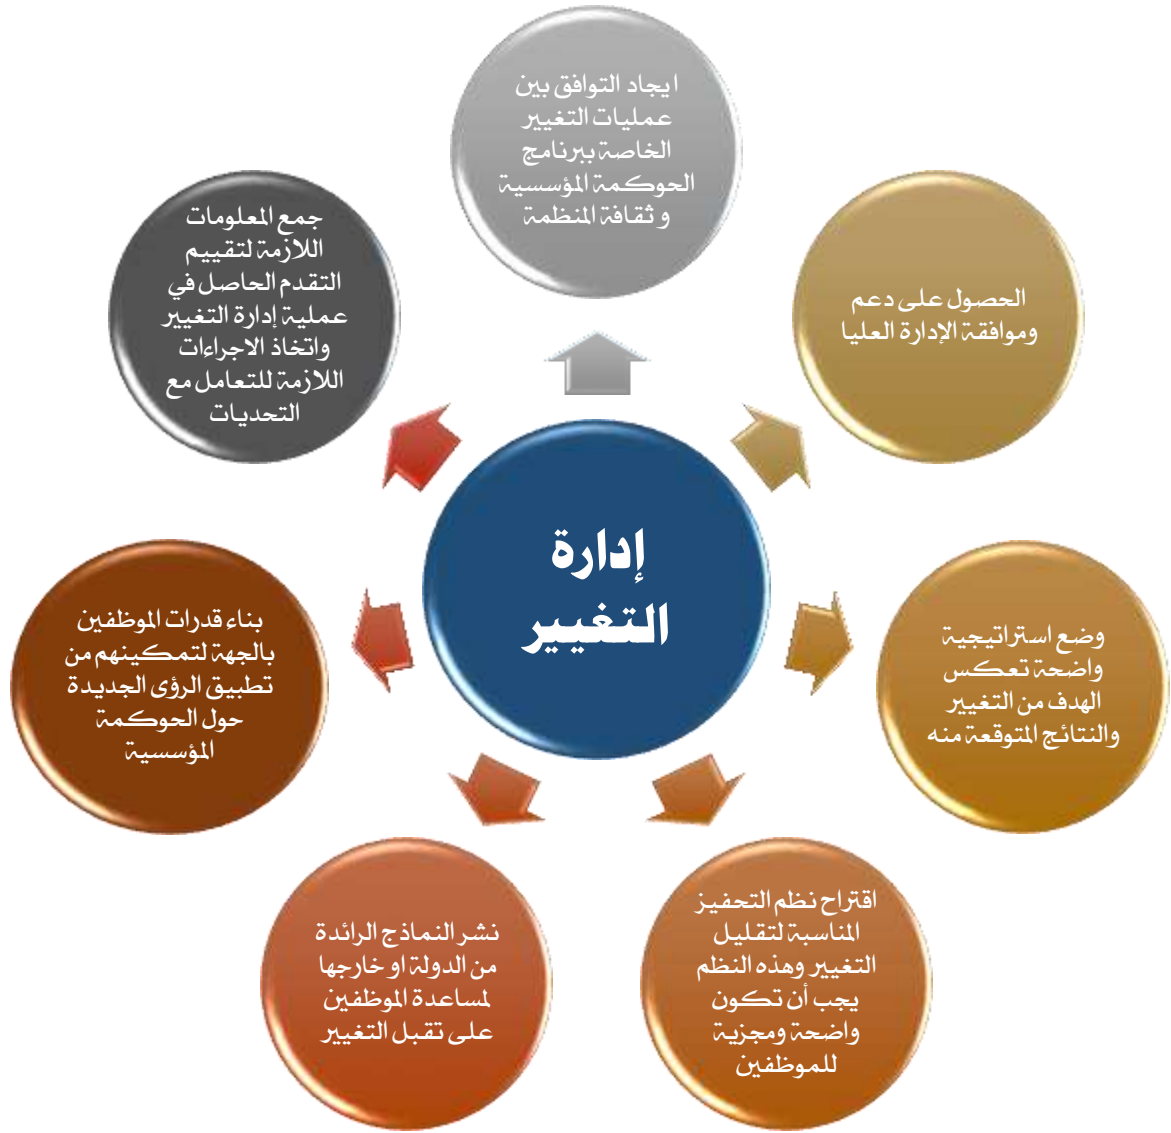 ايجاد التوافق بين
عمليات التغيير
الخاصة ببرنامج
الحوكمة المؤسسية
و ثقافة المنظمة
الحصول على دعم
وموافقة الإدارة العليا
وضع استراتيجية
واضحة تعكس
الهدف من التغيير
والنتائج المتوقعة منه
اقتراح نظم التحفيز
المناسبة لتقليل
التغيير وهذه النظم
يجب أن تكون
واضحة ومجزية
للموظفين
نشر النماذج الرائدة
من الدولة او خارجها
لمساعدة الموظفين
على تقبل التغيير
بناء قدرات الموظفين
بالجهة لتمكينهم من
تطبيق الرؤى الجديدة
حول الحوكمة
المؤسسية
جمع المعلومات
اللازمة لتقييم
التقدم الحاصل في
عملية إدارة التغيير
واتخاذ الاجراءات
اللازمة للتعامل مع
التحديات
إدارة
التغيير